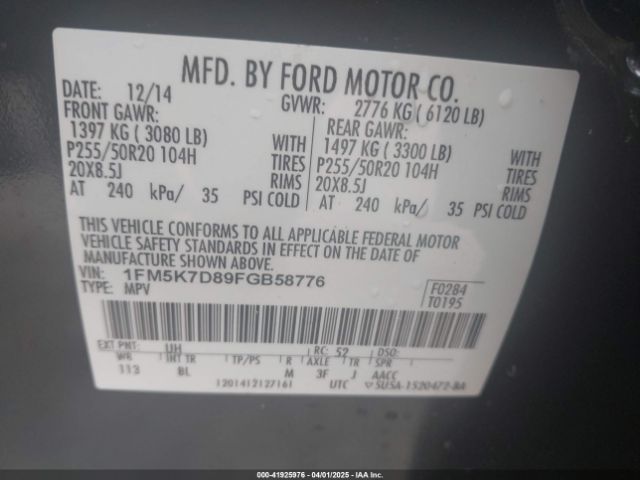 MFD. BY FORD MOTOR CO.
DATE: 12/14 GVWR: 2776 KG ( 6120 LB)
FRONT GAWR: REAR GAWR:
1397 KG ( 3080 LB) WITH 1497 KG ( 3300 LB) WITH
P255/50R20 104H TIRES P255/50R20 104H TIRES
20X8.5J RIMS 20X8.5J RIMS
AT 240 kPa/ 35 PSI COLD AT 240 kPa/ 35 PSI COLD
THIS VEHICLE CONFORMS TO ALL APPLICABLE FEDERAL MOTOR
VEHICLE SAFETY STANDARDS IN EFFECT ON THE DATE OF
MANUFACTURE SHOWN ABOVE.
VIN: 1FM5K7D89FGB58776 F0284
TYPE: MPV T0195
EXT PNT: UH RC: 52 DSO:
WB INT TR TP/PS R AXLE TR SPR
113 BL M 3F J AACC
1201412127161 UTC SUSA-1520472-BA
000-41925976 - 04/01/2025 - IAA Inc.